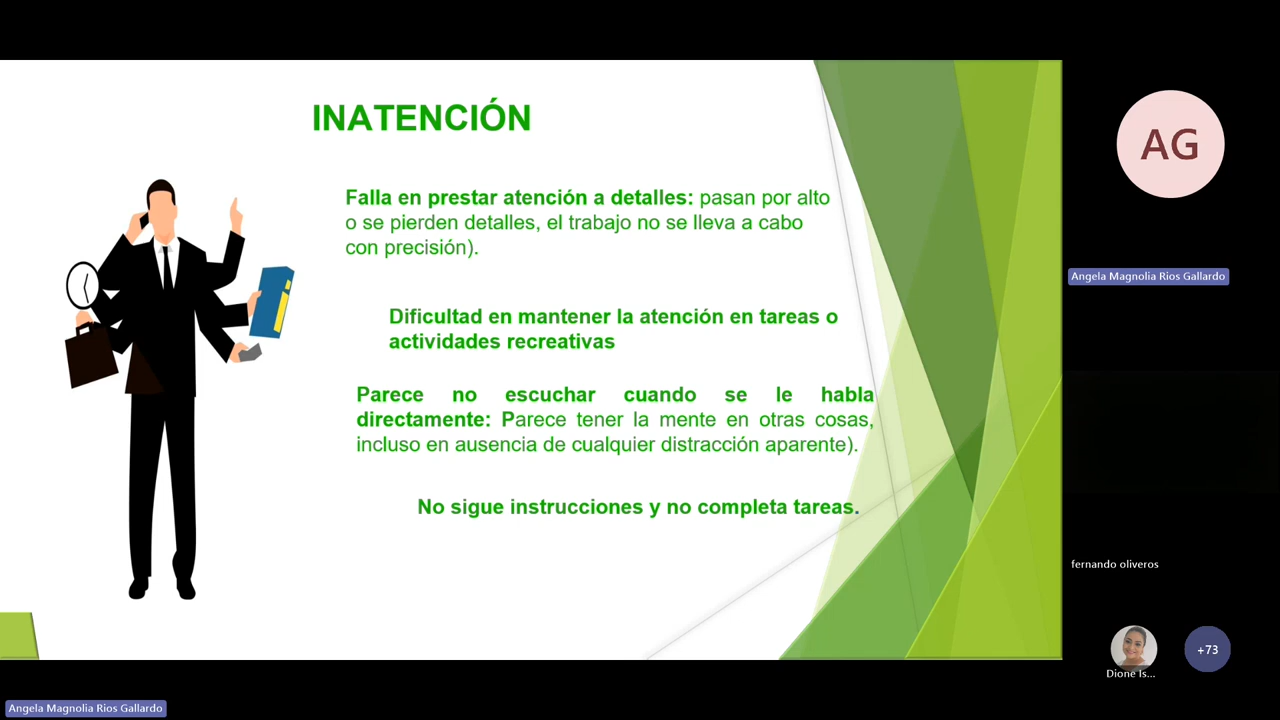 INATENCIÓN
Falla en prestar atención a detalles: pasan por alto
o se pierden detalles, el trabajo no se lleva a cabo
con precisión).
Dificultad en mantener la atención en tareas o
actividades recreativas
Parece no escuchar cuando se le habla
directamente: Parece tener la mente en otras cosas,
incluso en ausencia de cualquier distracción aparente).
No sigue instrucciones y no completa tareas.
AG
Angela Magnolia Rios Gallardo
fernando oliveros
Dione Is...
+73
Angela Magnolia Rios Gallardo